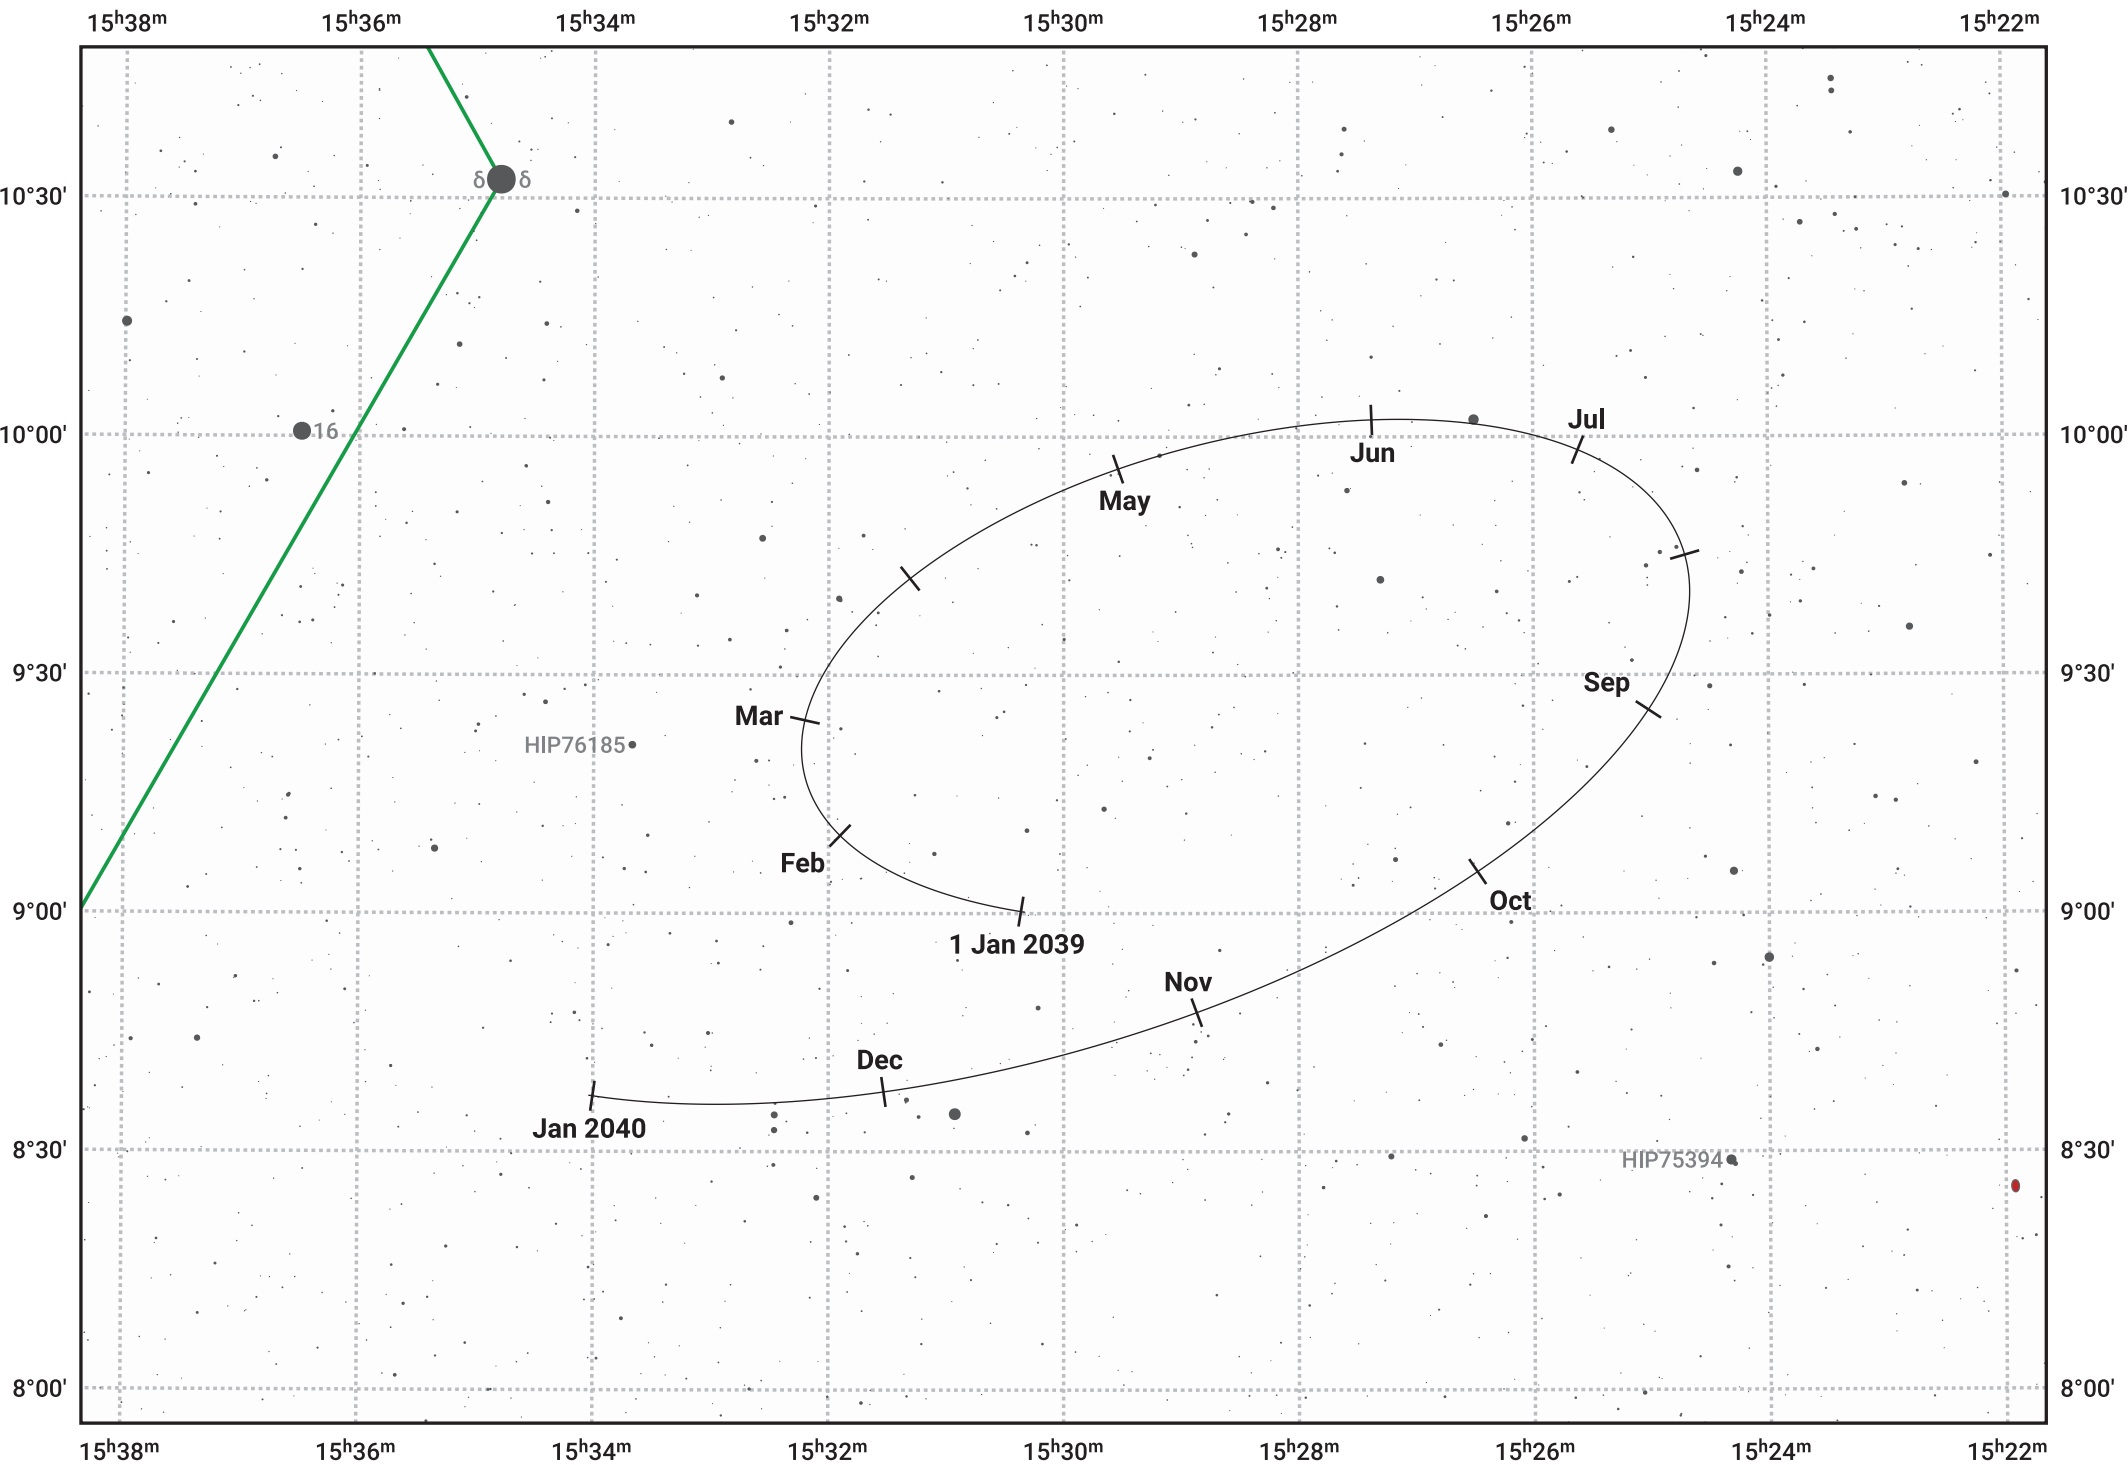 15ʰ38ᵐ 15ʰ36ᵐ 15ʰ34ᵐ 15ʰ32ᵐ 15ʰ30ᵐ 15ʰ28ᵐ 15ʰ26ᵐ 15ʰ24ᵐ 15ʰ22ᵐ
δ δ
10°30' 10°30'
Jul
16
10°00' 10°00'
Jun
May
9°30' 9°30'
Sep
Mar
HIP76185
Feb
Oct
9°00' 9°00'
1 Jan 2039
Nov
Dec
Jan 2040
8°30' 8°30'
HIP75394
8°00' 8°00'
15ʰ38ᵐ 15ʰ36ᵐ 15ʰ34ᵐ 15ʰ32ᵐ 15ʰ30ᵐ 15ʰ28ᵐ 15ʰ26ᵐ 15ʰ24ᵐ 15ʰ22ᵐ